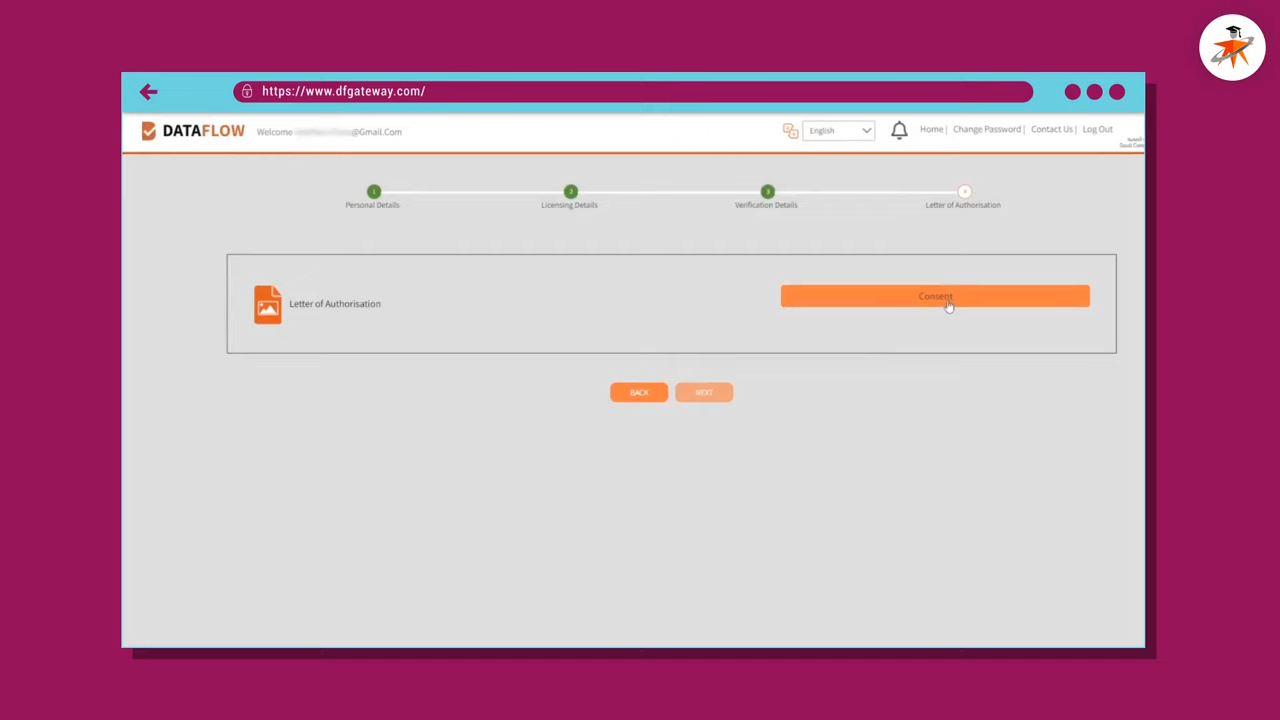 https://www.dfgateway.com/
DATAFLOW
Welcome @Gmail.Com
English
Home | Change Password | Contact Us | Log Out
1
2
3
4
Personal Details
Licensing Details
Verification Details
Letter of Authorisation
Letter of Authorisation
Consent
BACK
NEXT